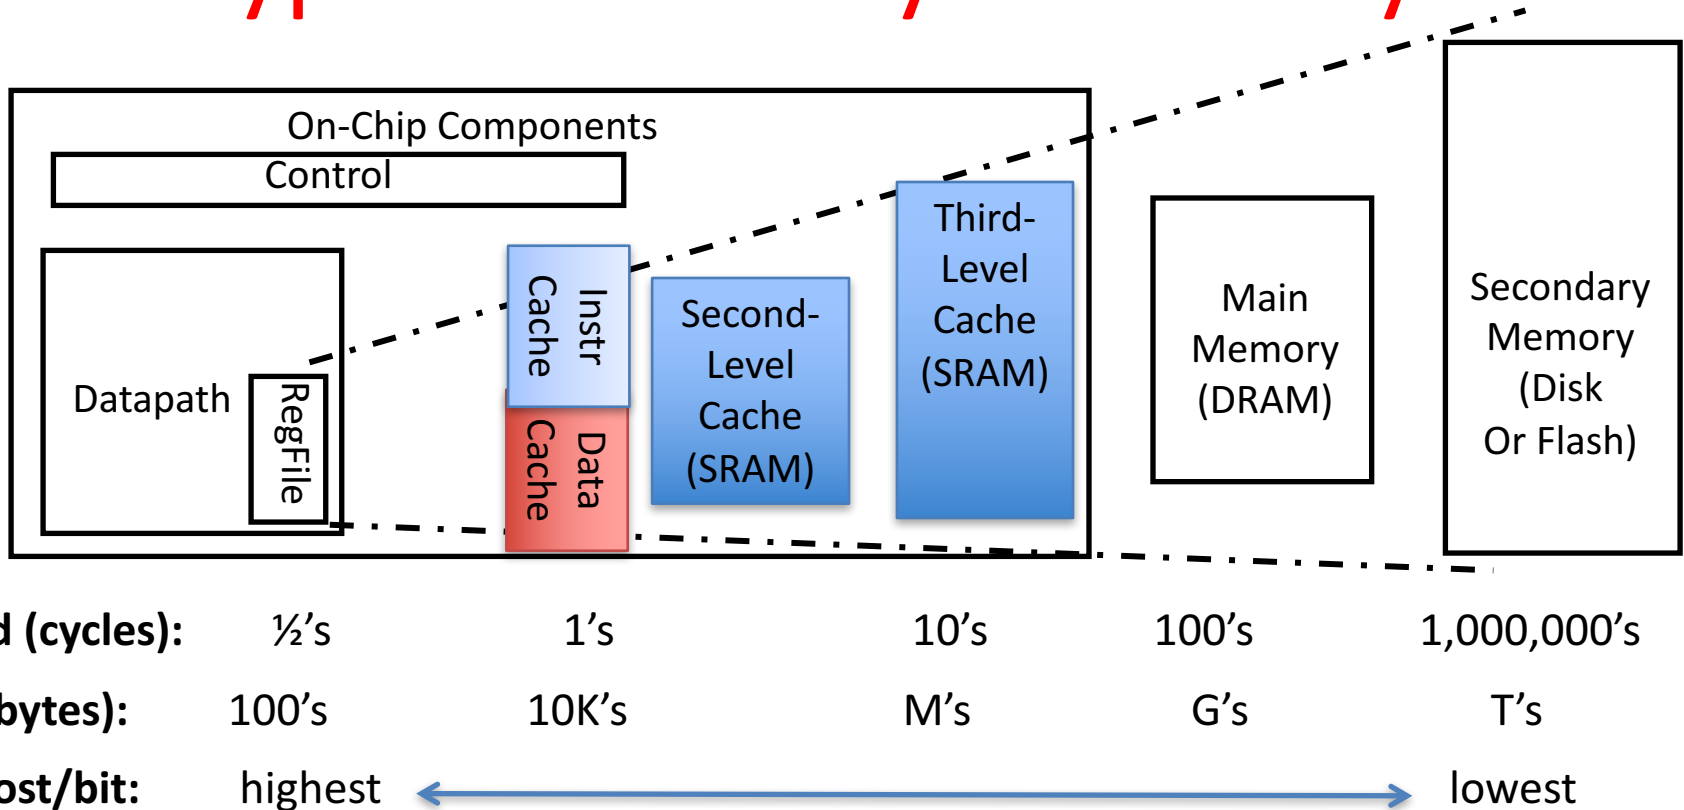 On-Chip Components
Control
Datapath
RegFile
Instr
Cache
Data
Cache
Second-
Level
Cache
(SRAM)
Third-
Level
Cache
(SRAM)
Main
Memory
(DRAM)
Secondary
Memory
(Disk
Or Flash)
(cycles): ½’s 1’s 10’s 100’s 1,000,000’s
bytes): 100’s 10K’s M’s G’s T’s
ost/bit: highest lowest